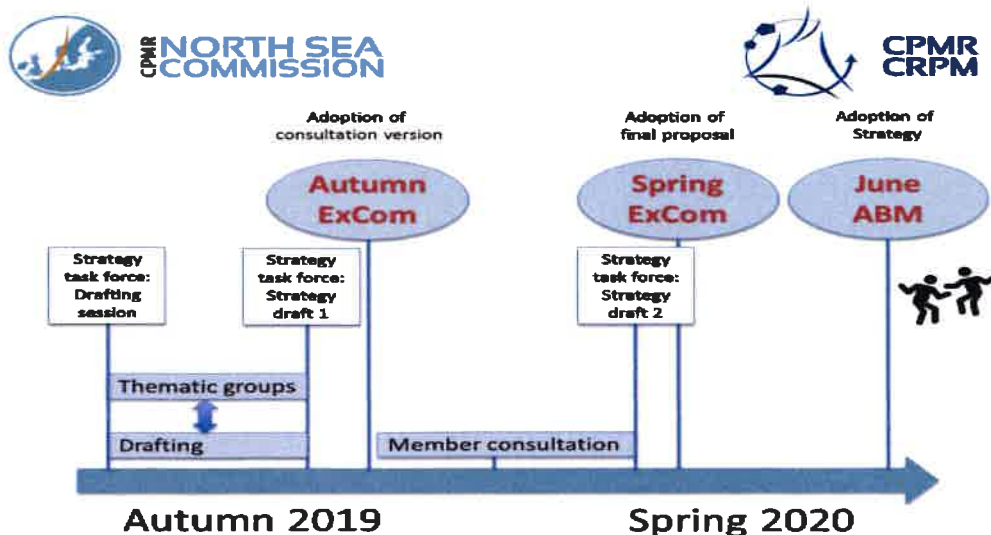 CPMR NORTH SEA
COMMISSION
CPMR
CRPM
Adoption of
consultation version
Adoption of
final proposal
Adoption of
Strategy
Autumn
ExCom
Spring
ExCom
June
ABM
Strategy
task force:
Drafting
session
Strategy
task force:
Strategy
draft 1
Strategy
task force:
Strategy
draft 2
Thematic groups
Drafting
Member consultation
Autumn 2019
Spring 2020